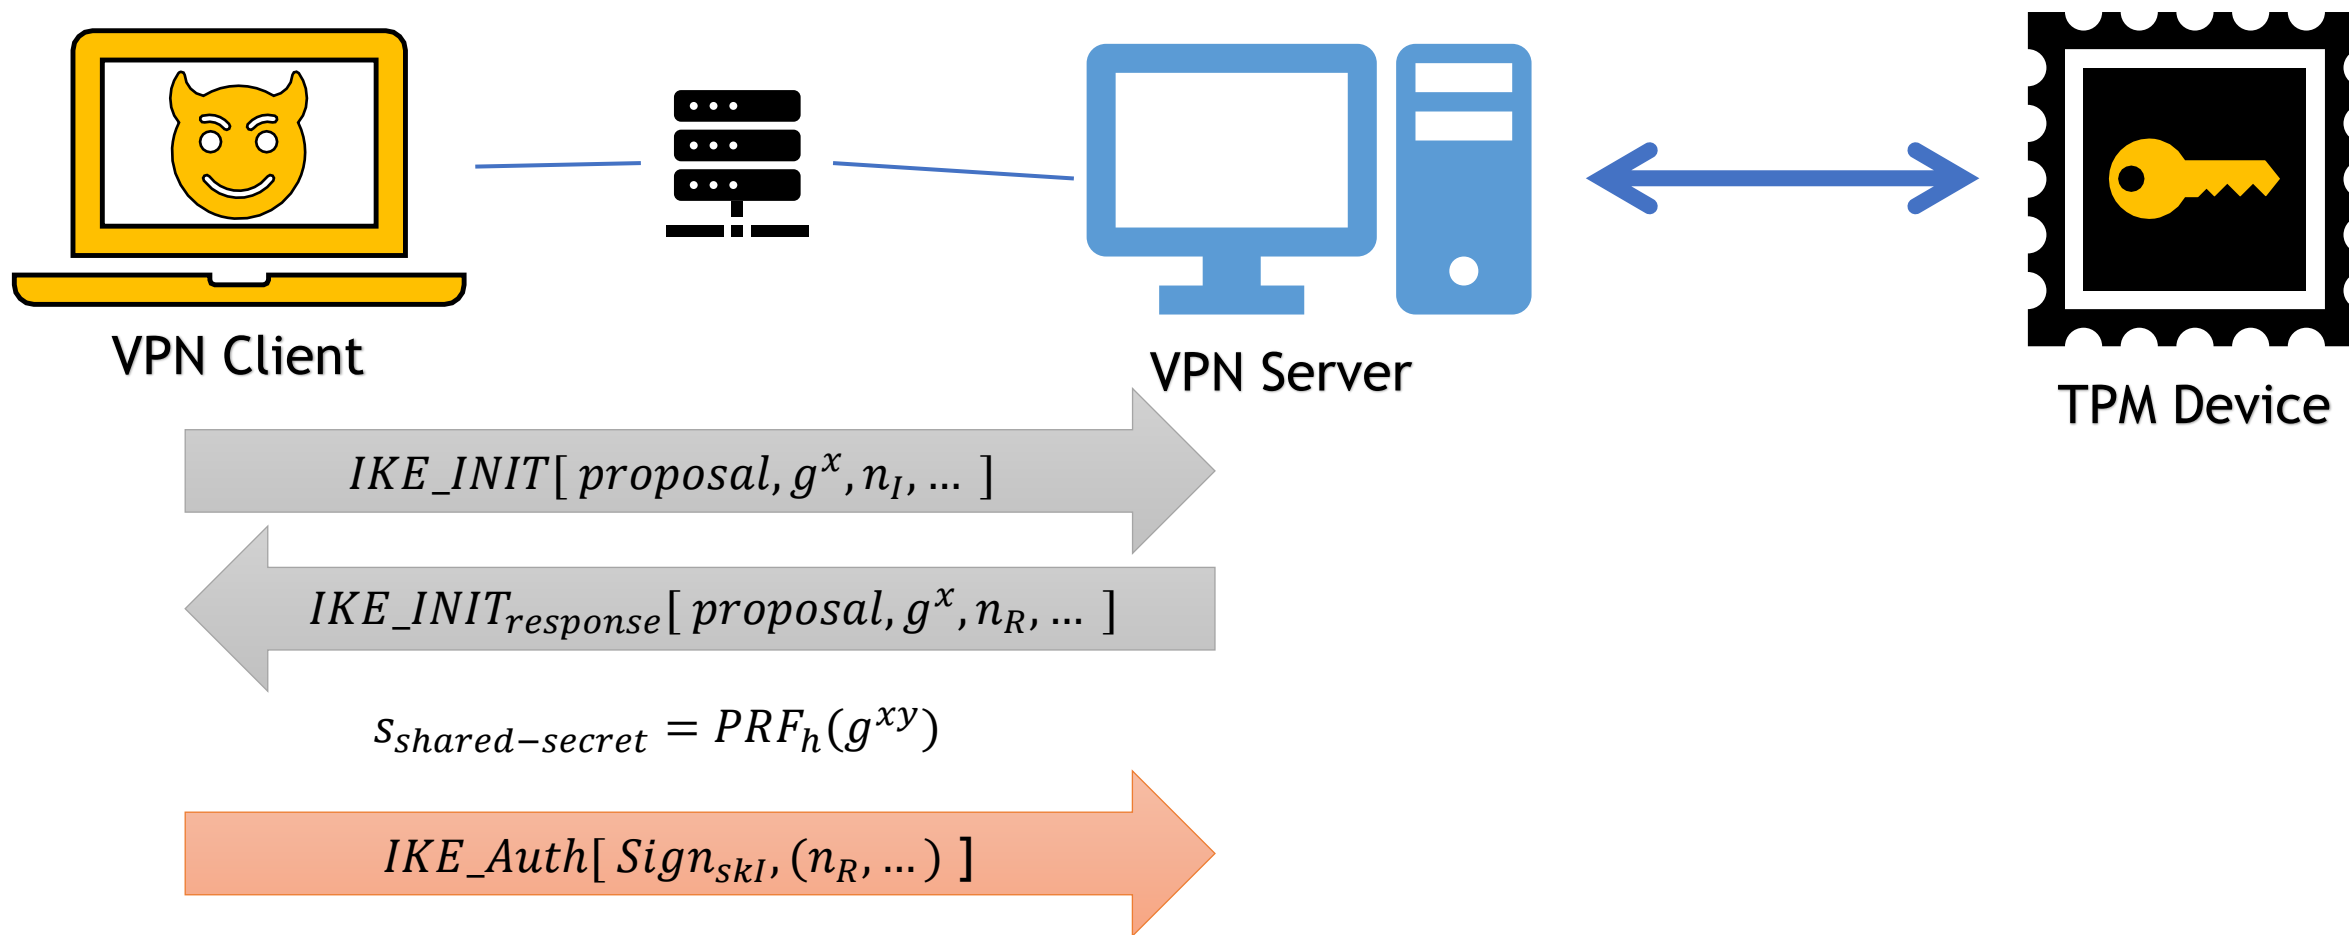 VPN Client
VPN Server
TPM Device
IKE_INIT[ proposal, g^x, n_I, … ]
IKE_INIT_response[ proposal, g^x, n_R, … ]
s_shared−secret = PRF_h(g^xy)
IKE_Auth[ Sign_skI, (n_R, … ) ]